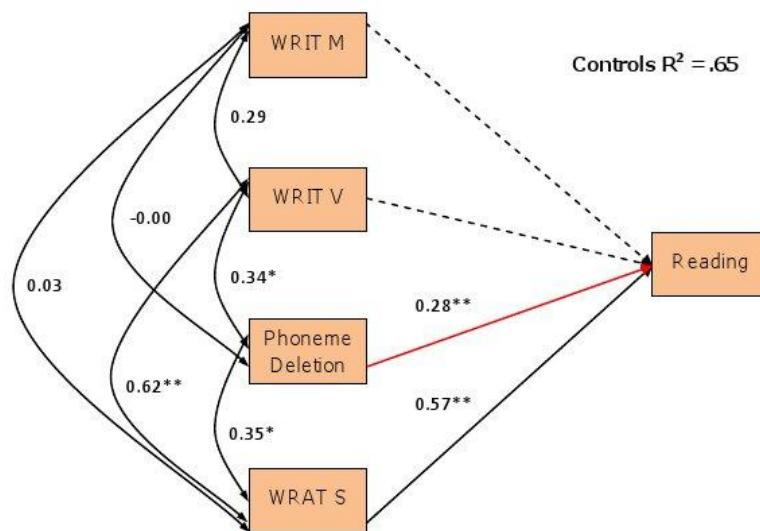 WRIT M
Controls R² = .65
0.29
WRIT V
-0.00
Reading
0.03
0.34*
0.28**
Phoneme
Deletion
0.62**
0.57**
0.35*
WRAT S